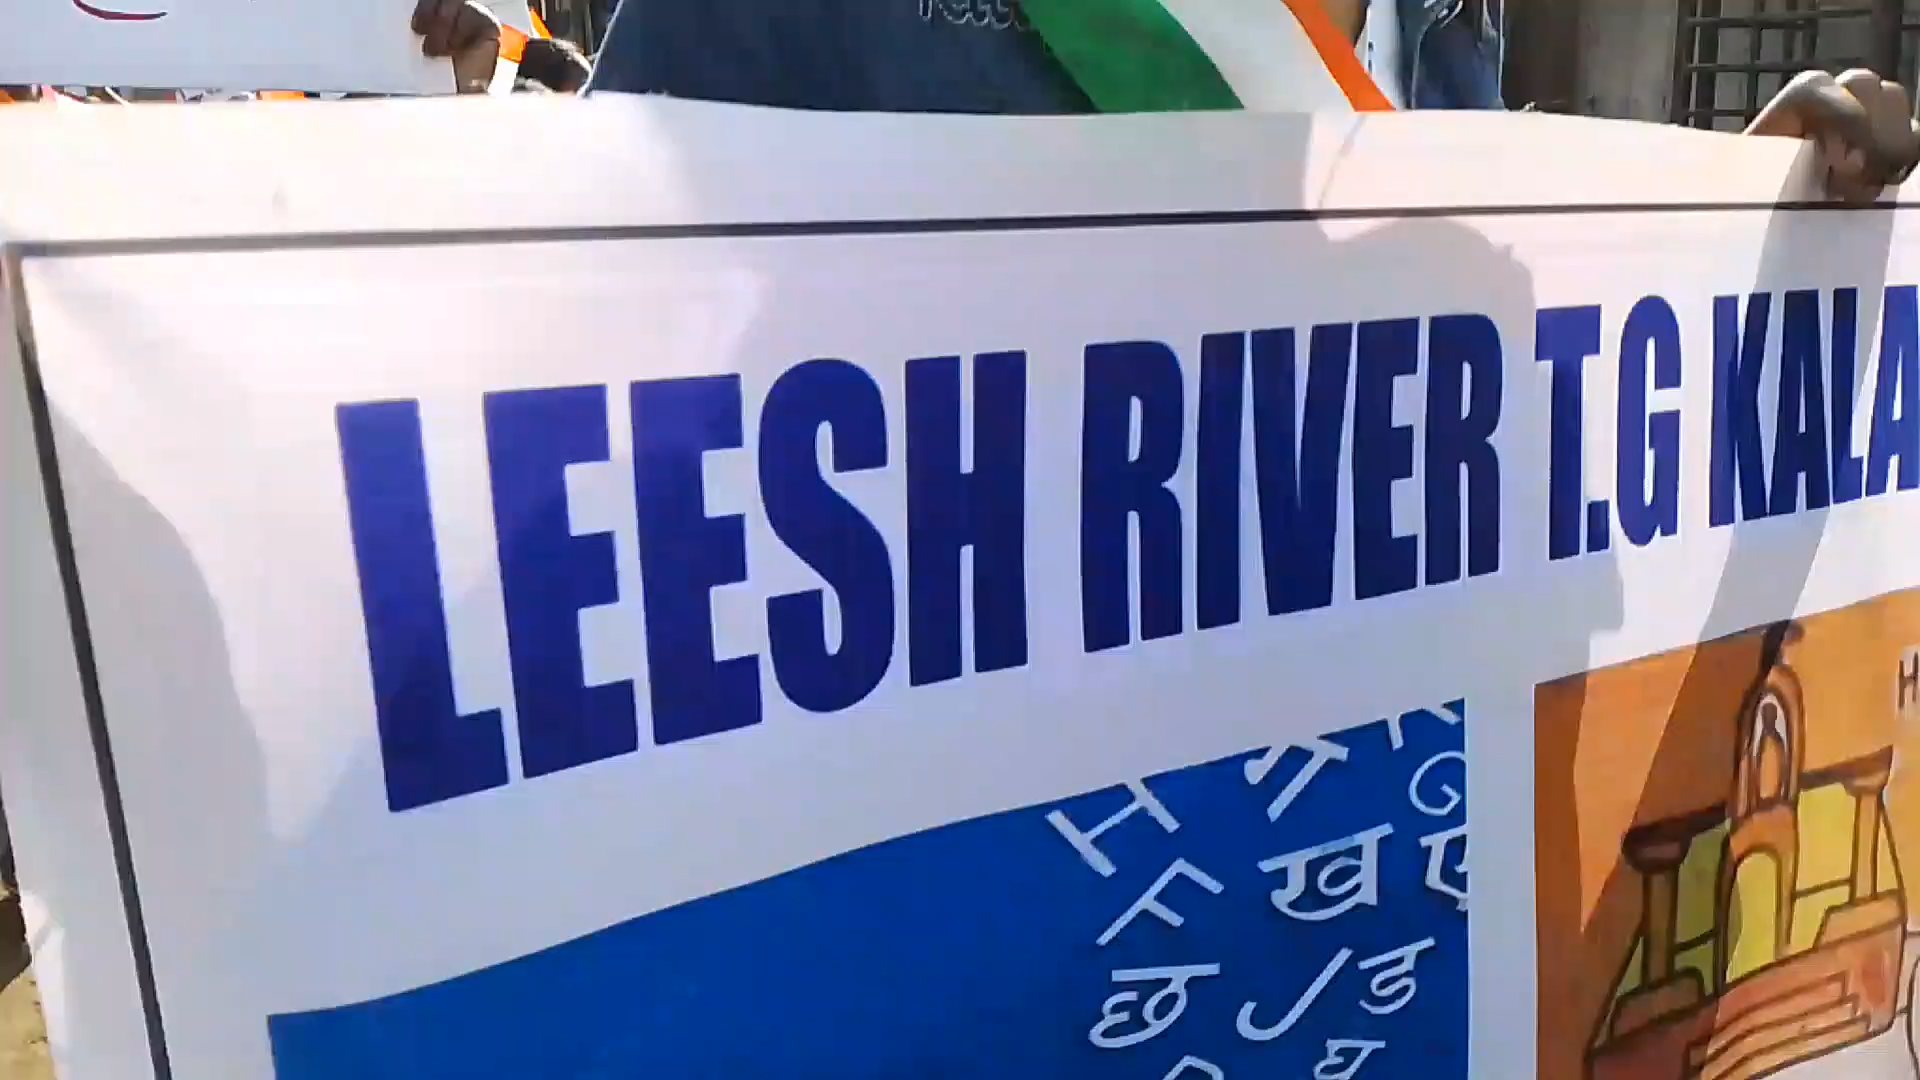 LEESH RIVER T.G KALA
H
G
H
F ख ए
छ J ड
घ